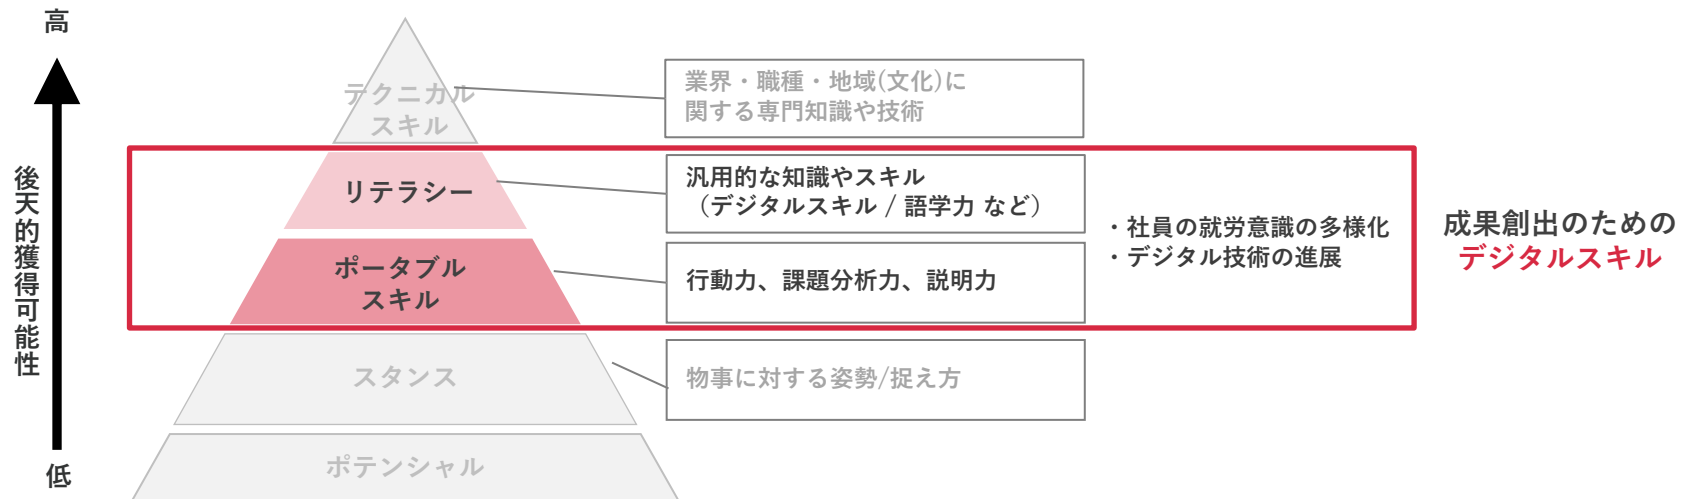 高
後天的獲得可能性
低
テクニカル
スキル
業界・職種・地域(文化)に
関する専門知識や技術
リテラシー
汎用的な知識やスキル
（デジタルスキル / 語学力 など）
ポータブル
スキル
行動力、課題分析力、説明力
・社員の就労意識の多様化
・デジタル技術の進展
成果創出のための
デジタルスキル
スタンス
物事に対する姿勢/捉え方
ポテンシャル